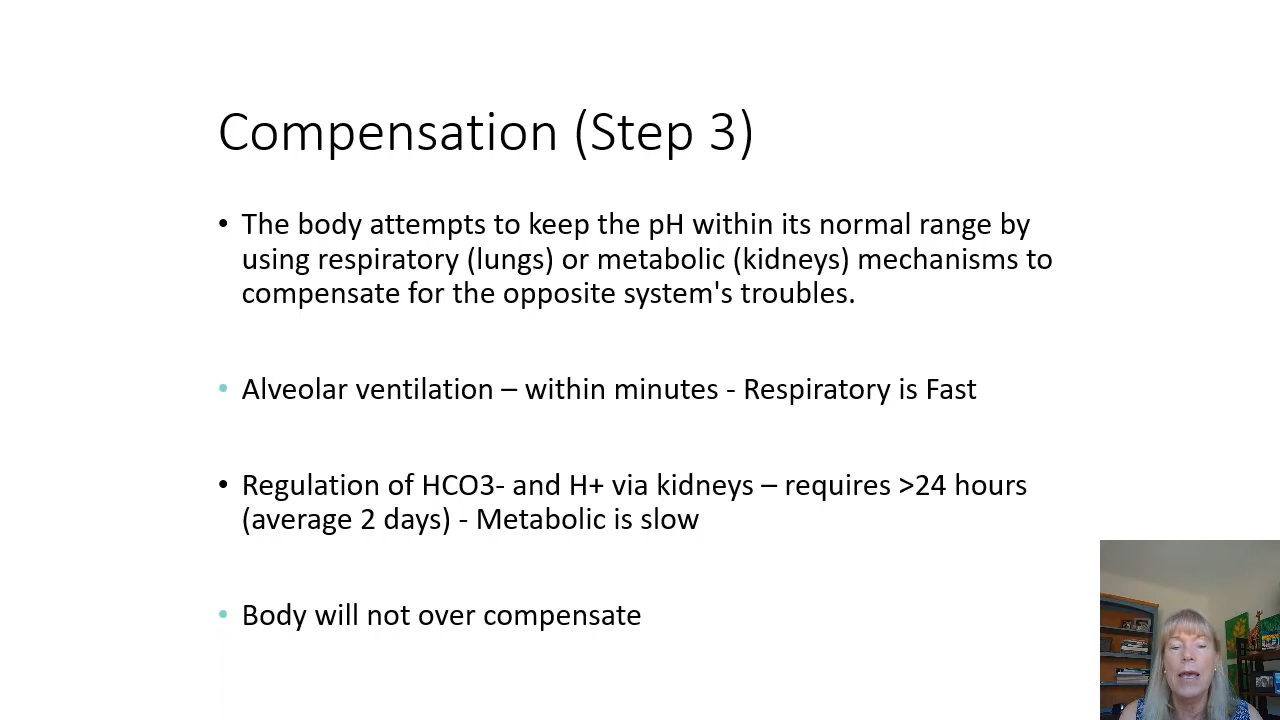 Compensation (Step 3)
• The body attempts to keep the pH within its normal range by
using respiratory (lungs) or metabolic (kidneys) mechanisms to
compensate for the opposite system's troubles.
• Alveolar ventilation – within minutes - Respiratory is Fast
• Regulation of HCO3- and H+ via kidneys – requires >24 hours
(average 2 days) - Metabolic is slow
• Body will not over compensate